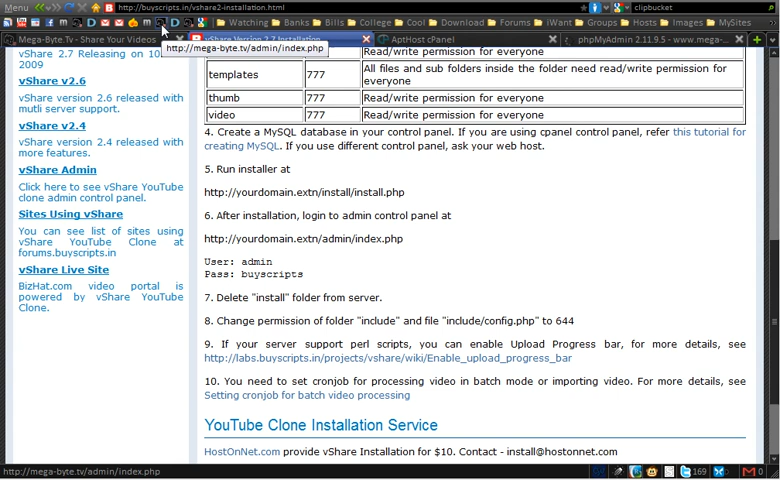 Menu
http://buyscripts.in/vshare2-installation.html
clipbucket
Watching Banks Bills College Cool Email Forums iWant Groups Images MySites
Mega-Byte.Tv - Share Your Videos
vShare Version 2.7 Installation
AptHost cPanel
phpMyAdmin 2.11.9.5 - www.mega-...
http://mega-byte.tv/admin/index.php
vShare 2.7 Releasing on 10...
2009
vShare v2.6
vShare version 2.6 released with
mutli server support.
vShare v2.4
vShare version 2.4 released with
more features.
vShare Admin
Click here to see vShare YouTube
clone admin control panel.
Sites Using vShare
You can see list of sites using
vShare YouTube Clone at
forums.buyscripts.in
vShare Live Site
BizHat.com video portal is
powered by vShare YouTube
Clone.
Read/write permission for everyone
templates 777 All files and sub folders inside the folder need read/write permission for
everyone
thumb 777 Read/write permission for everyone
video 777 Read/write permission for everyone
4. Create a MySQL database in your control panel. If you are using cpanel control panel, refer this tutorial for
creating MySQL. If you use different control panel, ask your web host.
5. Run installer at
http://yourdomain.extn/install/install.php
6. After installation, login to admin control panel at
http://yourdomain.extn/admin/index.php
User: admin
Pass: buyscripts
7. Delete "install" folder from server.
8. Change permission of folder "include" and file "include/config.php" to 644
9. If your server support perl scripts, you can enable Upload Progress bar, for more details, see
http://labs.buyscripts.in/projects/vshare/wiki/Enable_upload_progress_bar
10. You need to set cronjob for processing video in batch mode or importing video. For more details, see
Setting cronjob for batch video processing
YouTube Clone Installation Service
HostOnNet.com provide vShare Installation for $10. Contact - install@hostonnet.com
http://mega-byte.tv/admin/index.php
169
0